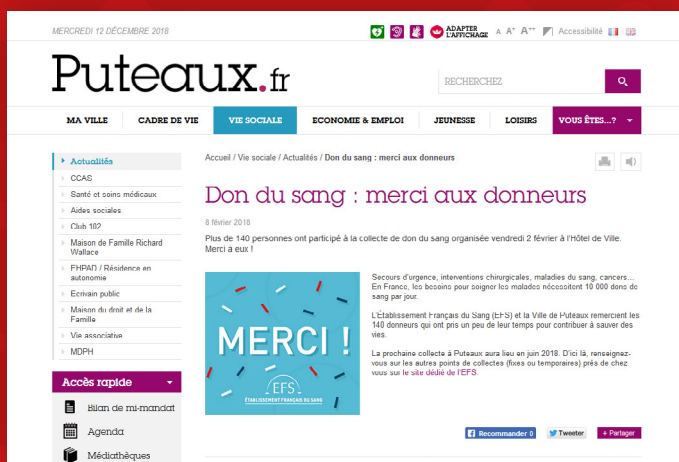 MERCREDI 12 DÉCEMBRE 2018
ADAPTER
L'AFFICHAGE
A A+ A++
Accessibilité
Puteaux.fr
RECHERCHEZ
MA VILLE
CADRE DE VIE
VIE SOCIALE
ECONOMIE & EMPLOI
JEUNESSE
LOISIRS
VOUS ÊTES...?
Actualités
CCAS
Santé et soins médicaux
Aides sociales
Club 102
Maison de Famille Richard
Wallace
EHPAD / Résidence en
autonomie
Ecrivain public
Maison du droit et de la
Famille
Vie associative
MDPH
Accès rapide
Bilan de mi-mandat
Agenda
Médiathèques
Accueil / Vie sociale / Actualités / Don du sang : merci aux donneurs
Don du sang : merci aux donneurs
8 février 2018
Plus de 140 personnes ont participé à la collecte de don du sang organisée vendredi 2 février à l'Hôtel de Ville.
Merci à eux !
MERCI !
EFS
ÉTABLISSEMENT FRANÇAIS DU SANG
Secours d'urgence, interventions chirurgicales, maladies du sang, cancers…
En France, les besoins pour soigner les malades nécessitent 10 000 dons de
sang par jour.
L'Établissement Français du Sang (EFS) et la Ville de Puteaux remercient les
140 donneurs qui ont pris un peu de leur temps pour contribuer à sauver des
vies.
La prochaine collecte à Puteaux aura lieu en juin 2018. D'ici là, renseignez-
vous sur les autres points de collectes (fixes ou temporaires) près de chez
vous sur le site dédié de l'EFS.
Recommander 0
Tweeter
+ Partager